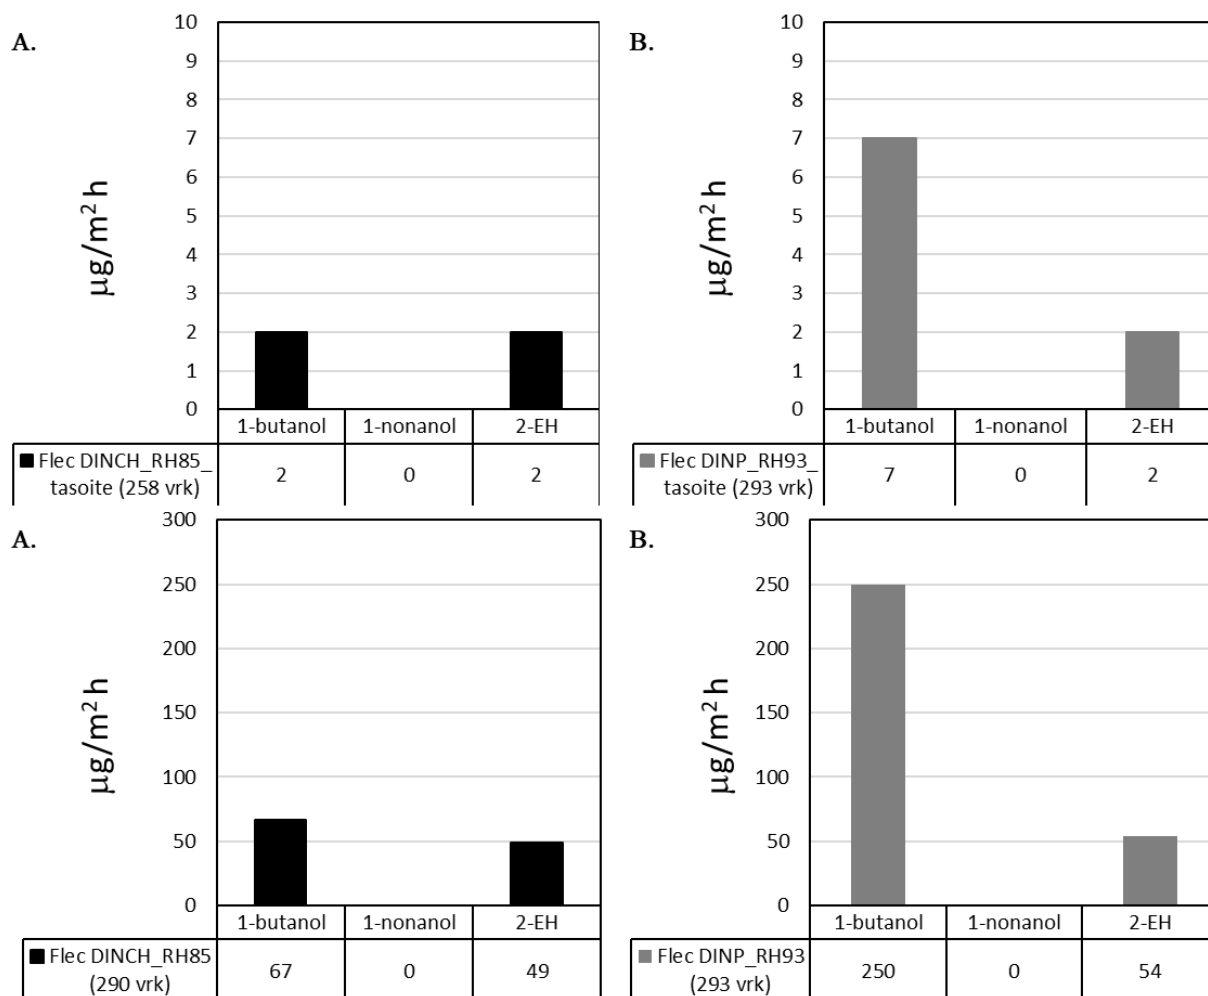 A.
10
9
8
7
6
5
4
3
2
1
0
µg/m² h
1-butanol 1-nonanol 2-EH
Flec DINCH_RH85_
tasoite (258 vrk)
2 0 2
B.
10
9
8
7
6
5
4
3
2
1
0
µg/m² h
1-butanol 1-nonanol 2-EH
Flec DINP_RH93_
tasoite (293 vrk)
7 0 2
A.
300
250
200
150
100
50
0
µg/m² h
1-butanol 1-nonanol 2-EH
Flec DINCH_RH85
(290 vrk)
67 0 49
B.
300
250
200
150
100
50
0
µg/m² h
1-butanol 1-nonanol 2-EH
Flec DINP_RH93
(293 vrk)
250 0 54